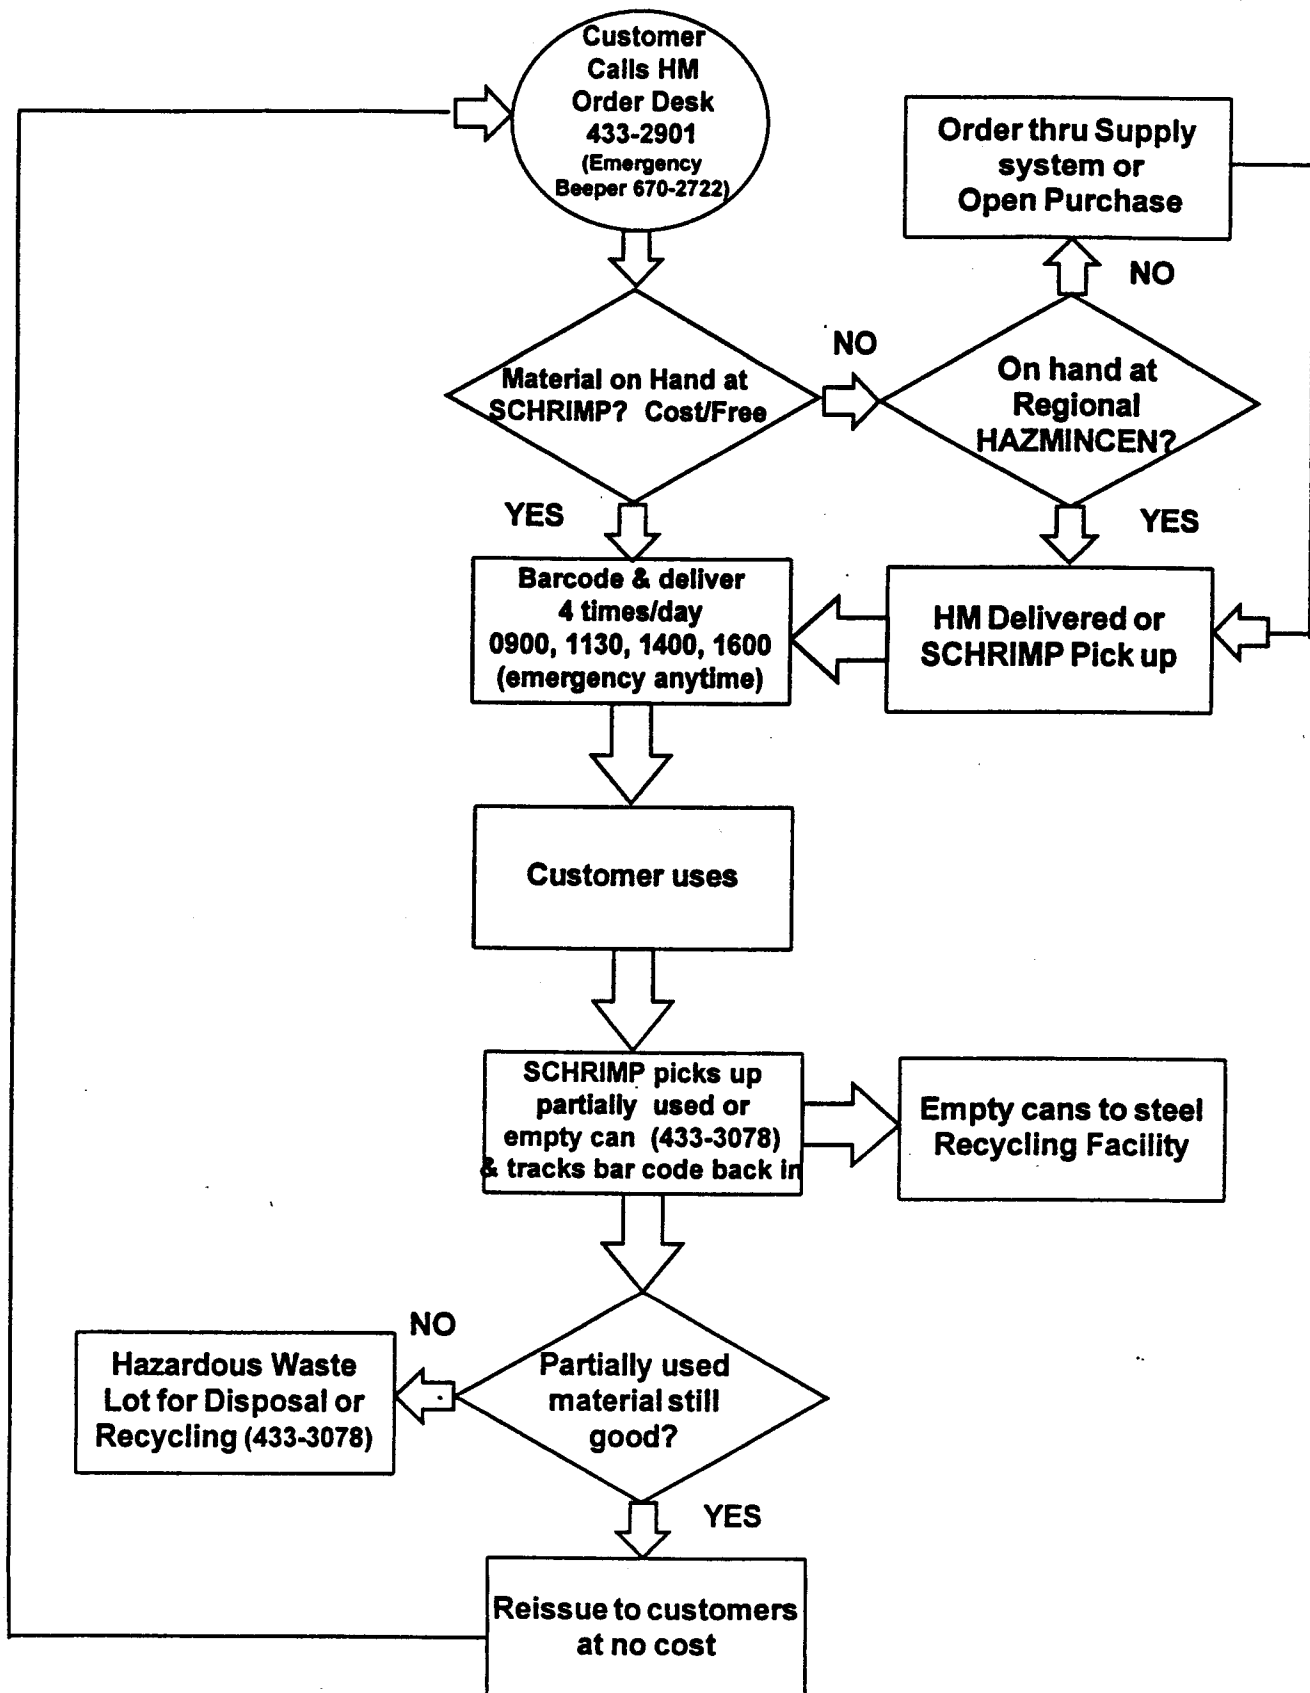 Customer
Calls HM
Order Desk
433-2901
(Emergency
Beeper 670-2722)
Order thru Supply
system or
Open Purchase
NO
Material on Hand at
SCHRIMP? Cost/Free
NO
On hand at
Regional
HAZMINCEN?
YES
YES
Barcode & deliver
4 times/day
0900, 1130, 1400, 1600
(emergency anytime)
HM Delivered or
SCHRIMP Pick up
Customer uses
SCHRIMP picks up
partially used or
empty can (433-3078)
& tracks bar code back in
Empty cans to steel
Recycling Facility
NO
Hazardous Waste
Lot for Disposal or
Recycling (433-3078)
Partially used
material still
good?
YES
Reissue to customers
at no cost